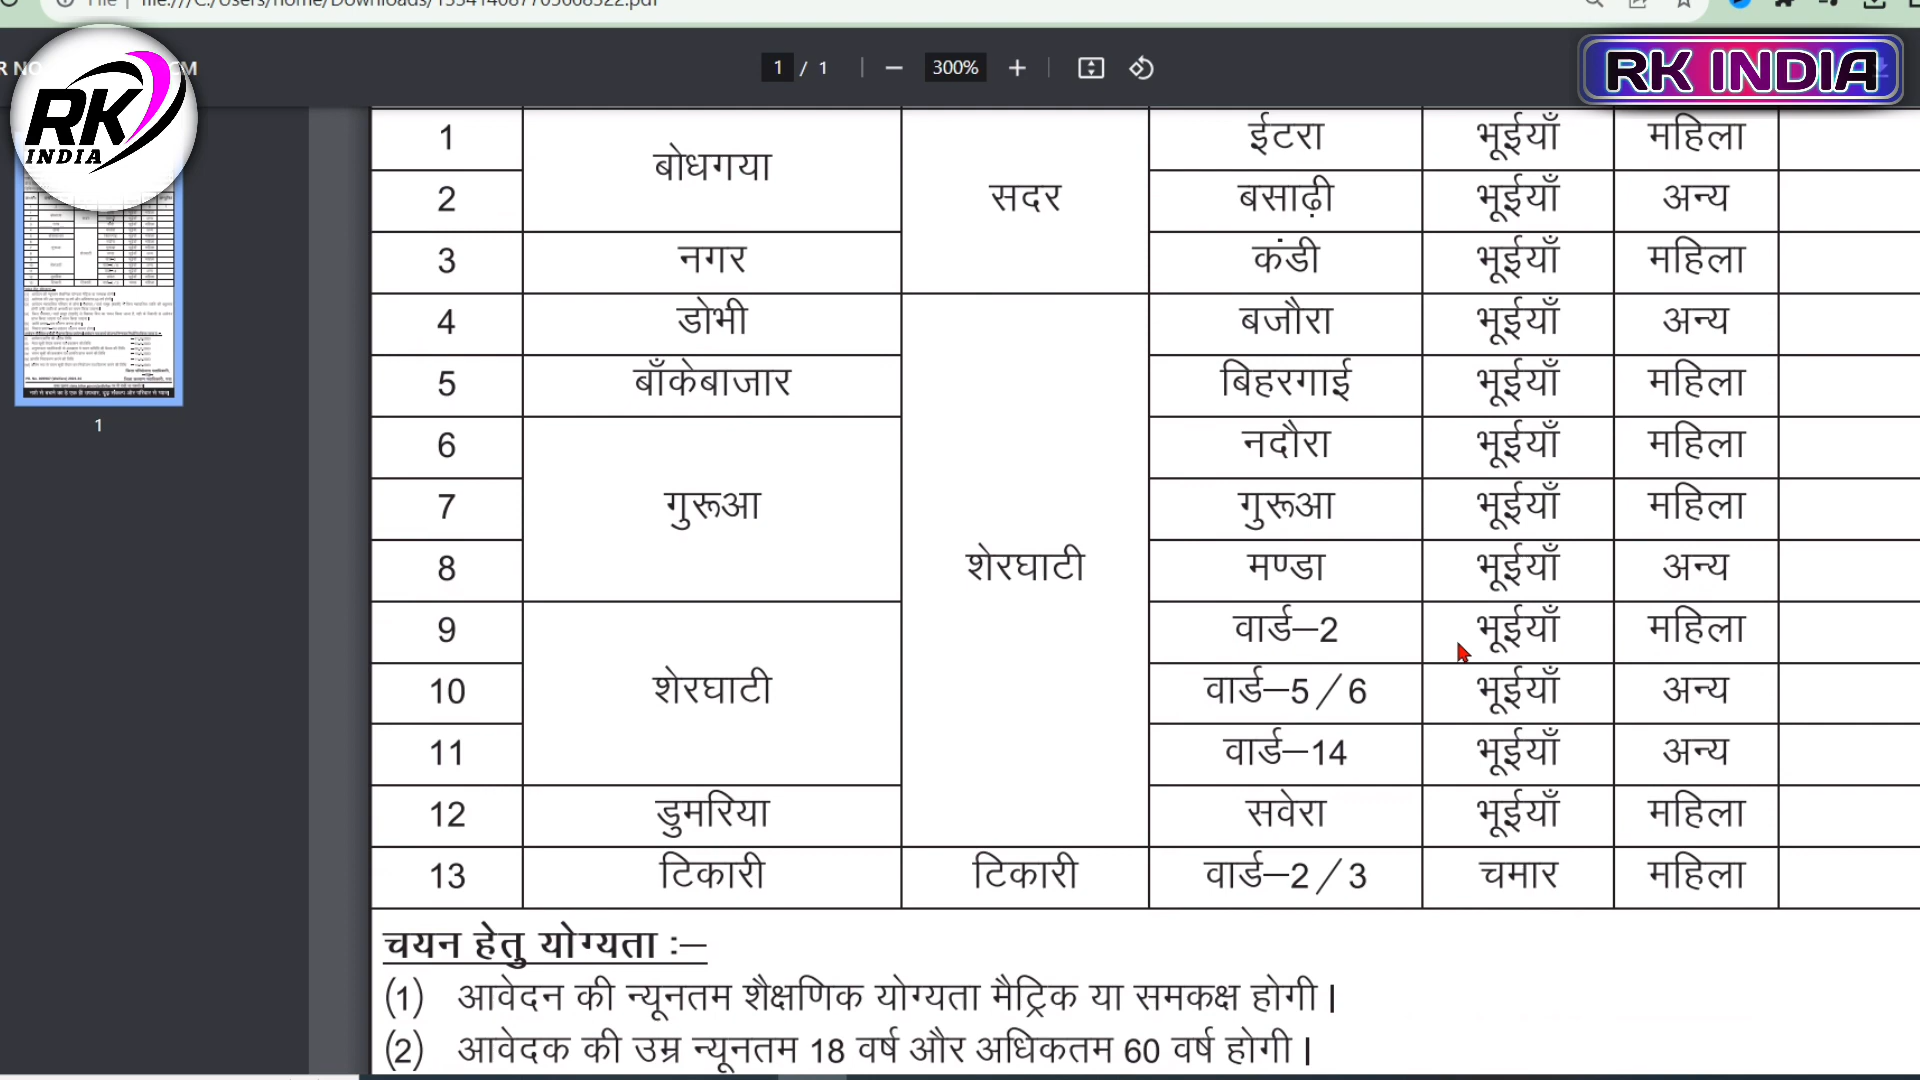 1 / 1 | − 300% + |
RK INDIA
RK
INDIA
1 बोधगया सदर ईटरा भूईयाँ महिला
2 बसाढ़ी भूईयाँ अन्य
3 नगर कंडी भूईयाँ महिला
4 डोभी शेरघाटी बजौरा भूईयाँ अन्य
5 बाँकेबाजार बिहरगाई भूईयाँ महिला
6 गुरूआ नदौरा भूईयाँ महिला
7 गुरूआ भूईयाँ महिला
8 मण्डा भूईयाँ अन्य
9 शेरघाटी वार्ड–2 भूईयाँ महिला
10 वार्ड–5 / 6 भूईयाँ अन्य
11 वार्ड–14 भूईयाँ अन्य
12 डुमरिया सवेरा भूईयाँ महिला
13 टिकारी टिकारी वार्ड–2 / 3 चमार महिला
1
चयन हेतु योग्यता :–
(1) आवेदन की न्यूनतम शैक्षणिक योग्यता मैट्रिक या समकक्ष होगी।
(2) आवेदक की उम्र न्यूनतम 18 वर्ष और अधिकतम 60 वर्ष होगी।